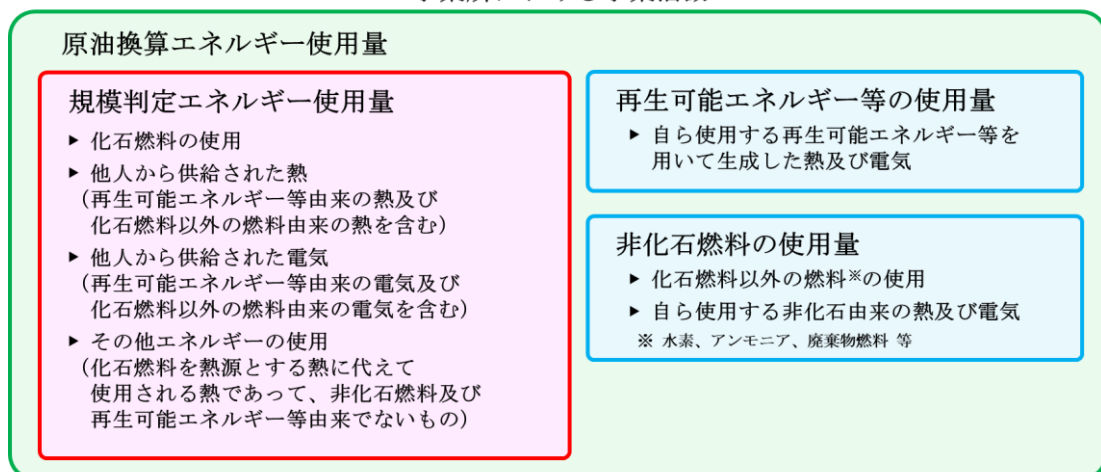 原油換算エネルギー使用量
規模判定エネルギー使用量
▶ 化石燃料の使用
▶ 他人から供給された熱
（再生可能エネルギー等由来の熱及び
化石燃料以外の燃料由来の熱を含む）
▶ 他人から供給された電気
（再生可能エネルギー等由来の電気及び
化石燃料以外の燃料由来の電気を含む）
▶ その他エネルギーの使用
（化石燃料を熱源とする熱に代えて
使用される熱であって、非化石燃料及び
再生可能エネルギー等由来でないもの）
再生可能エネルギー等の使用量
▶ 自ら使用する再生可能エネルギー等を
用いて生成した熱及び電気
非化石燃料の使用量
▶ 化石燃料以外の燃料※の使用
▶ 自ら使用する非化石由来の熱及び電気
※ 水素、アンモニア、廃棄物燃料 等